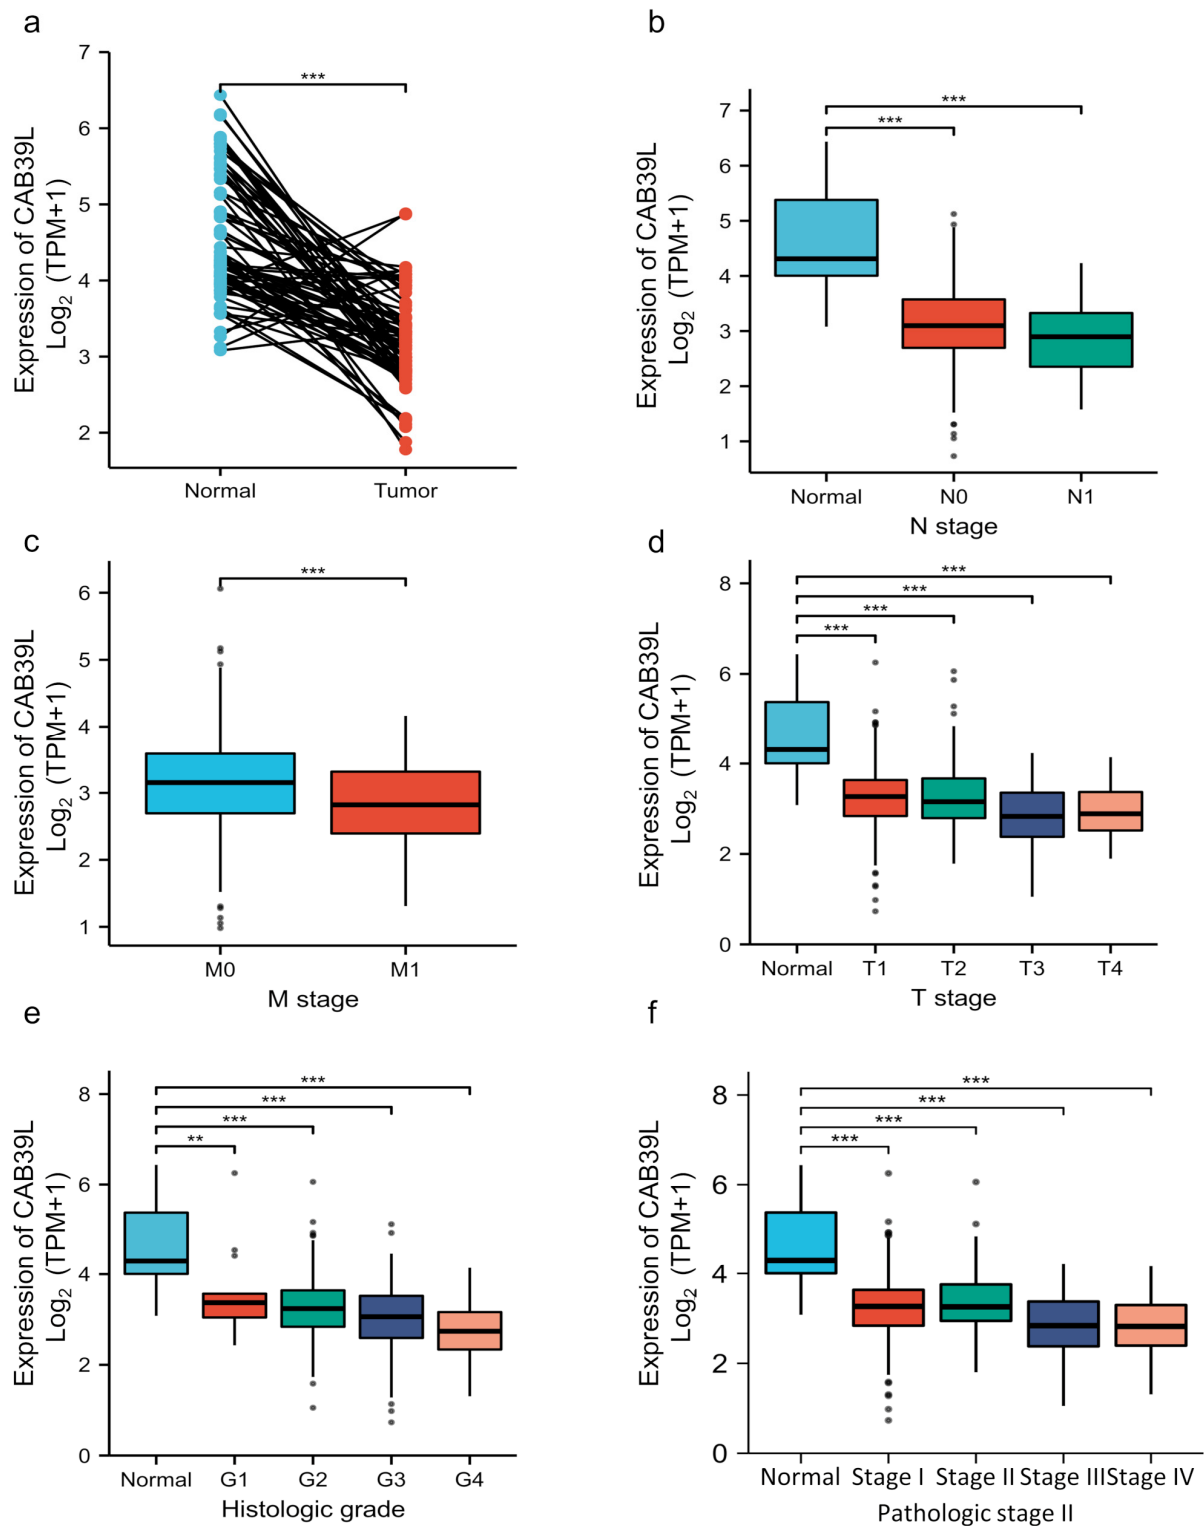 a
Expression of CAB39L
Log₂ (TPM+1)
7
6
5
4
3
2
***
Normal Tumor
b
Expression of CAB39L
Log₂ (TPM+1)
7
6
5
4
3
2
1
***
***
Normal N0 N1
N stage
c
Expression of CAB39L
Log₂ (TPM+1)
6
5
4
3
2
1
***
M0 M1
M stage
d
Expression of CAB39L
Log₂ (TPM+1)
8
6
4
2
0
***
***
***
***
Normal T1 T2 T3 T4
T stage
e
Expression of CAB39L
Log₂ (TPM+1)
8
6
4
2
0
***
***
***
**
Normal G1 G2 G3 G4
Histologic grade
f
Expression of CAB39L
Log₂ (TPM+1)
8
6
4
2
0
***
***
***
***
Normal Stage I Stage II Stage III Stage IV
Pathologic stage II